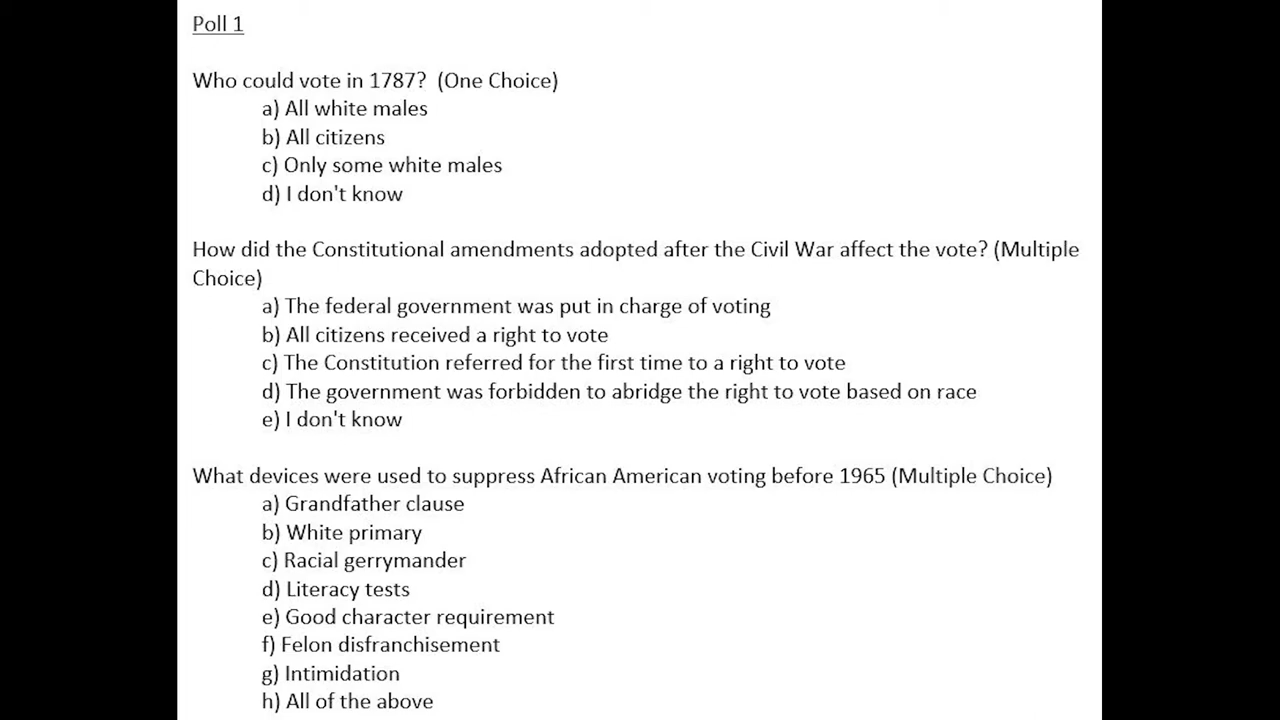 Poll 1
Who could vote in 1787?  (One Choice)
a) All white males
b) All citizens
c) Only some white males
d) I don't know
How did the Constitutional amendments adopted after the Civil War affect the vote? (Multiple
Choice)
a) The federal government was put in charge of voting
b) All citizens received a right to vote
c) The Constitution referred for the first time to a right to vote
d) The government was forbidden to abridge the right to vote based on race
e) I don't know
What devices were used to suppress African American voting before 1965 (Multiple Choice)
a) Grandfather clause
b) White primary
c) Racial gerrymander
d) Literacy tests
e) Good character requirement
f) Felon disfranchisement
g) Intimidation
h) All of the above